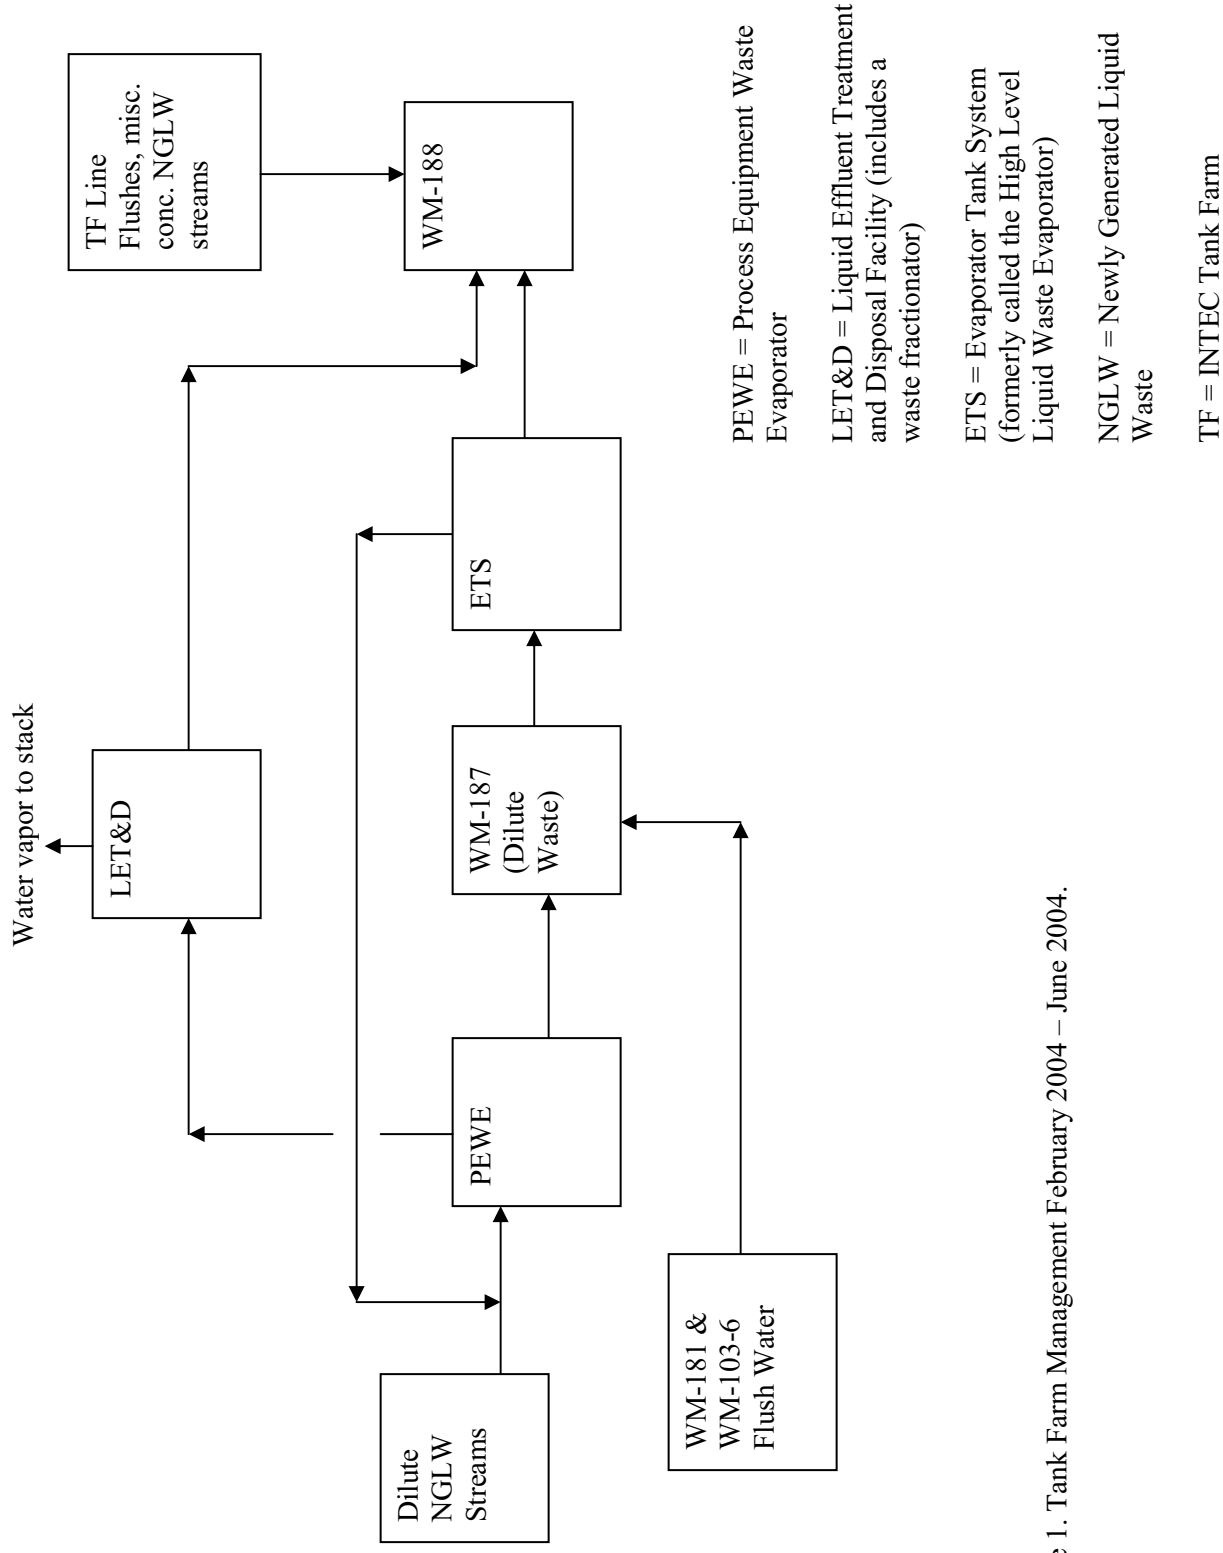 Water vapor to stack
LET&D
TF Line
Flushes, misc.
conc. NGLW
streams
Dilute
NGLW
Streams
PEWE
WM-187
(Dilute
Waste)
ETS
WM-188
WM-181 &
WM-103-6
Flush Water
PEWE = Process Equipment Waste
Evaporator
LET&D = Liquid Effluent Treatment
and Disposal Facility (includes a
waste fractionator)
ETS = Evaporator Tank System
(formerly called the High Level
Liquid Waste Evaporator)
NGLW = Newly Generated Liquid
Waste
TF = INTEC Tank Farm
1. Tank Farm Management February 2004 – June 2004.